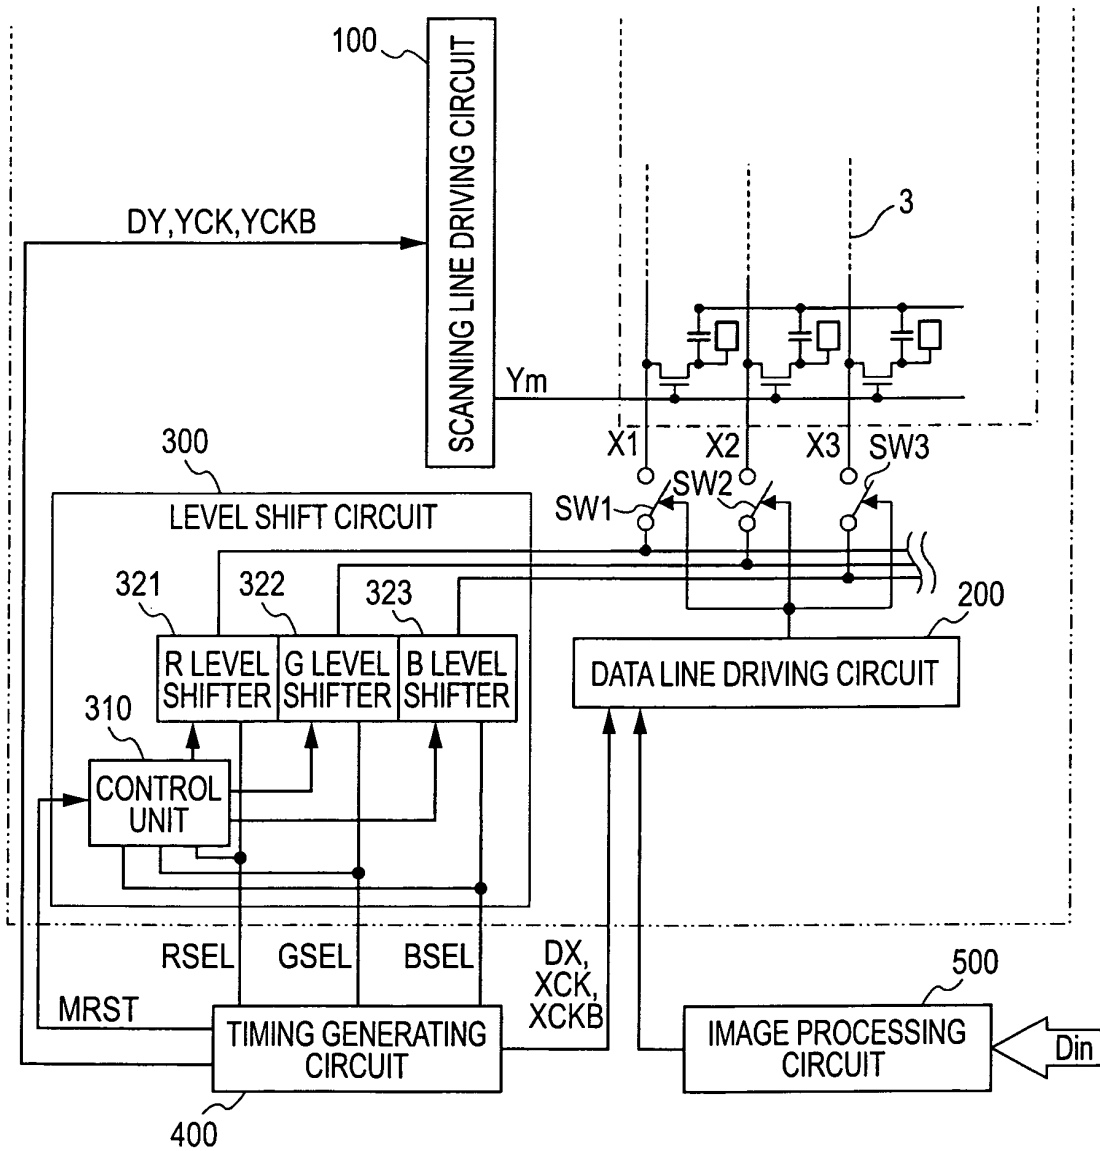 100
SCANNING LINE DRIVING CIRCUIT
DY,YCK,YCKB
3
Ym
X1
X2
X3
SW1
SW2
SW3
300
LEVEL SHIFT CIRCUIT
321
322
323
R LEVEL
SHIFTER
G LEVEL
SHIFTER
B LEVEL
SHIFTER
200
DATA LINE DRIVING CIRCUIT
310
CONTROL
UNIT
RSEL
GSEL
BSEL
DX,
XCK,
XCKB
MRST
TIMING GENERATING
CIRCUIT
400
500
IMAGE PROCESSING
CIRCUIT
Din